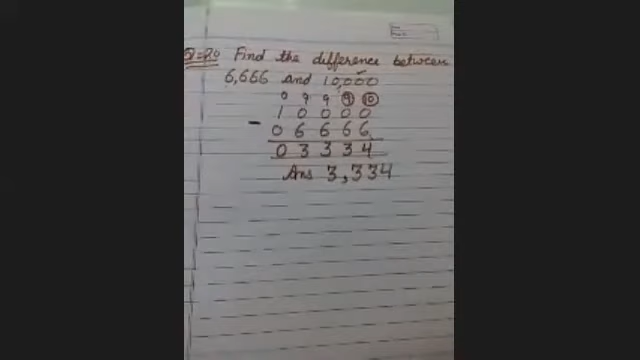 Q=20 Find the difference between
6,666 and 10,000
0 9 9 9 10
1 0 0 0 0
- 0 6 6 6 6
0 3 3 3 4
Ans 3,334